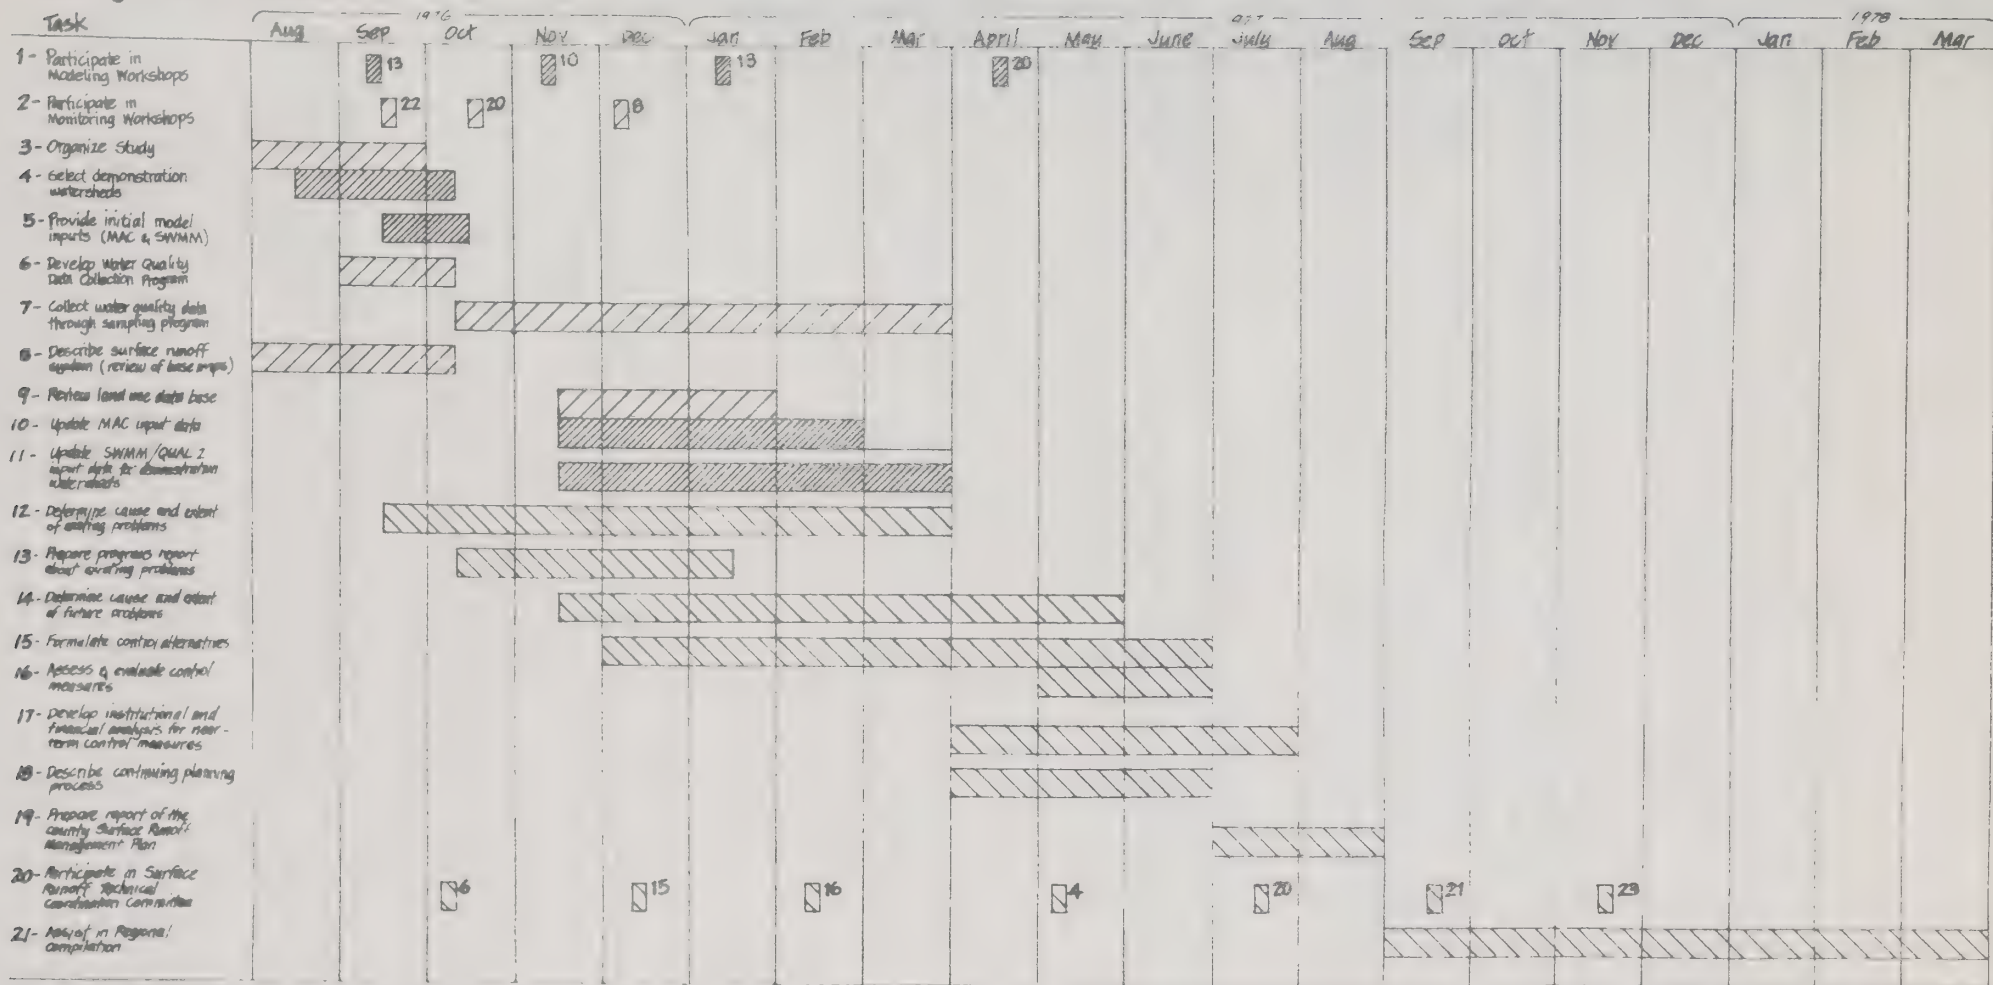 1976 1977 1978
Task Aug Sep Oct Nov Dec Jan Feb Mar April May June July Aug Sep Oct Nov Dec Jan Feb Mar
1- Participate in
Modeling Workshops
13 10 13 20
2- Participate in
Monitoring Workshops
22 20 8
3- Organize Study
4- Select demonstration
watersheds
5- Provide initial model
inputs (MAC & SWMM)
6- Develop Water Quality
Data Collection Program
7- Collect water quality data
through sampling program
8- Describe surface runoff
system (review of base maps)
9- Review land use data base
10- Update MAC input data
11- Update SWMM/QUAL 2
input data for demonstration
watersheds
12- Determine cause and extent
of existing problems
13- Prepare progress report
about existing problems
14- Determine cause and extent
of future problems
15- Formulate control alternatives
16- Assess & evaluate control
measures
17- Develop institutional and
financial analysis for near-
term control measures
18- Describe continuing planning
process
19- Prepare report of the
county Surface Runoff
Management Plan
20- Participate in Surface
Runoff Technical
Coordination Committee
6 15 16 4 20 21 23
21- Assist in Regional
compilation